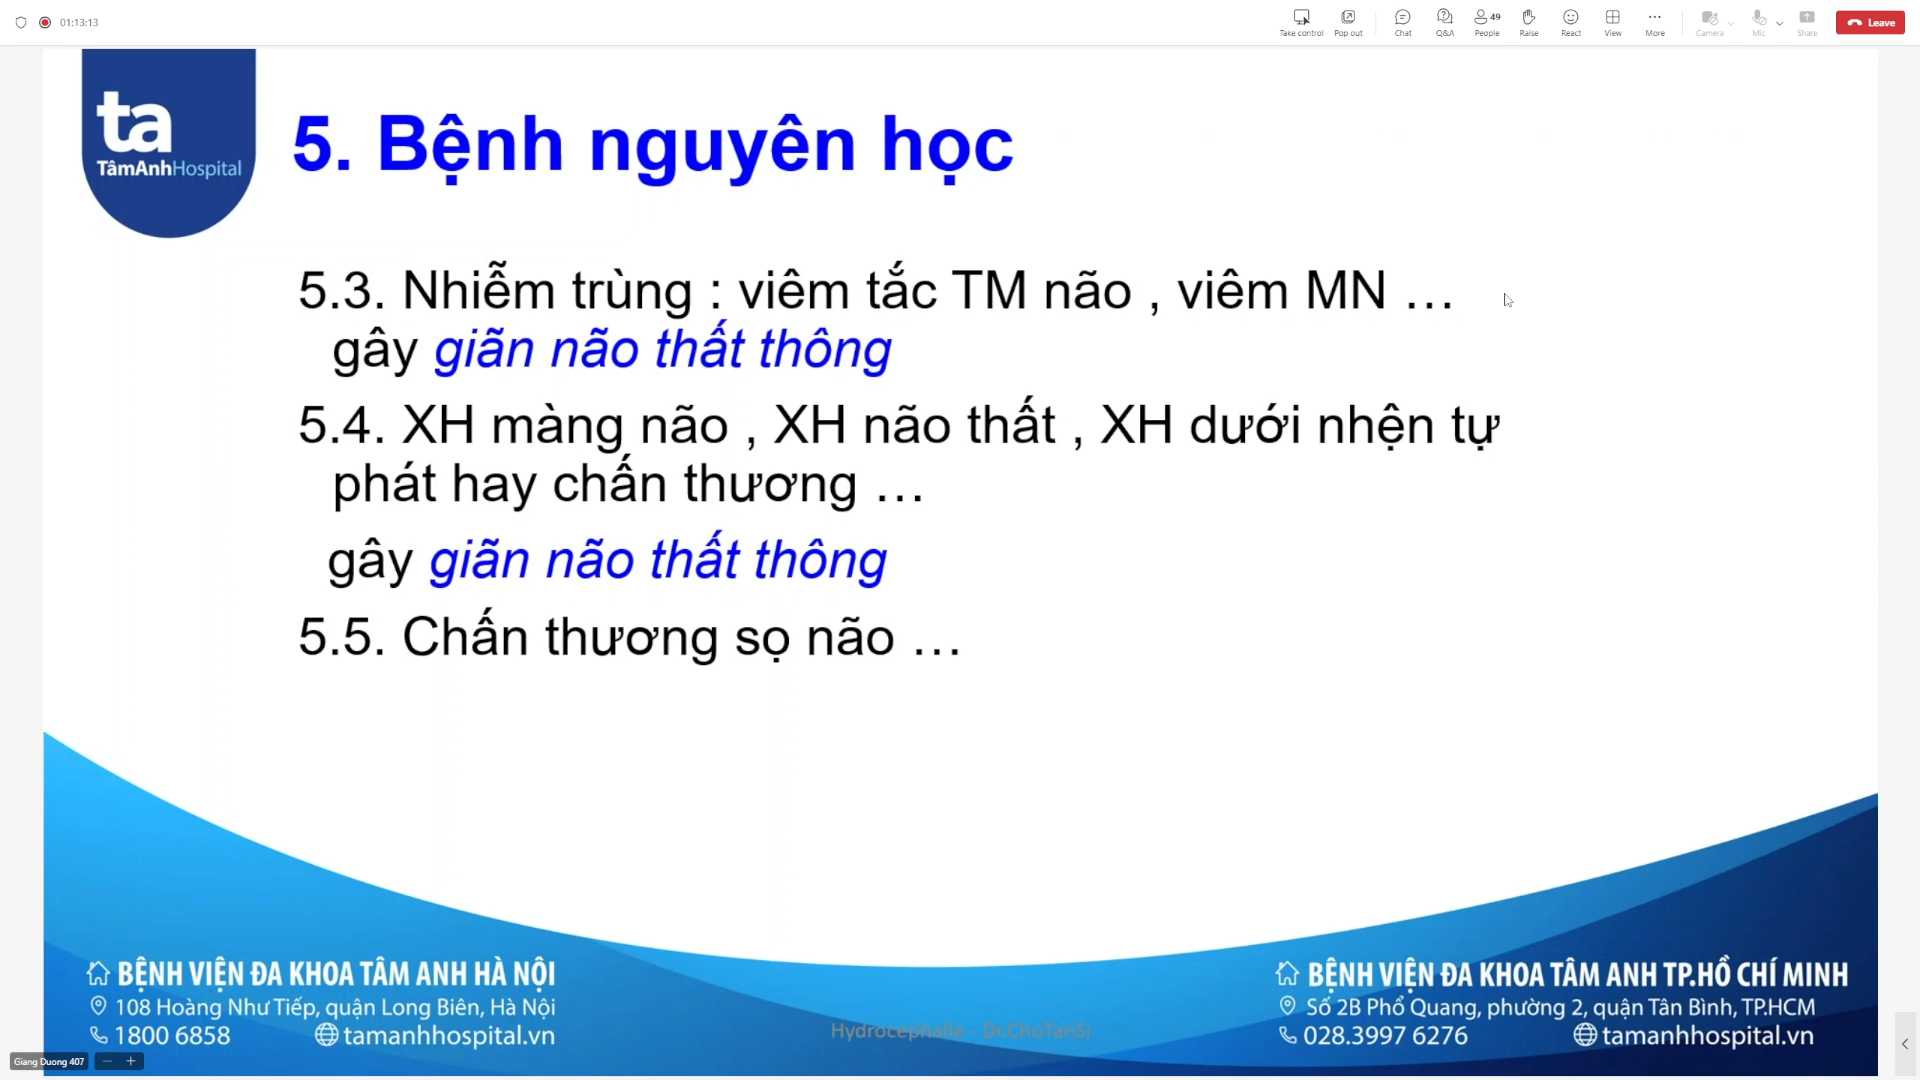 01:13:13
Take control
Pop out
Chat
Q&A
49
People
Raise
React
View
More
Camera
Mic
Share
Leave
ta
TâmAnhHospital
5. Bệnh nguyên học
5.3. Nhiễm trùng : viêm tắc TM não , viêm MN …
gây giãn não thất thông
5.4. XH màng não , XH não thất , XH dưới nhện tự
phát hay chấn thương …
gây giãn não thất thông
5.5. Chấn thương sọ não …
BỆNH VIỆN ĐA KHOA TÂM ANH HÀ NỘI
108 Hoàng Như Tiếp, quận Long Biên, Hà Nội
1800 6858
tamanhhospital.vn
Hydrocephalie - Dr.ChuTanSi
BỆNH VIỆN ĐA KHOA TÂM ANH TP.HỒ CHÍ MINH
Số 2B Phổ Quang, phường 2, quận Tân Bình, TP.HCM
028.3997 6276
tamanhhospital.vn
Giang Duong 407